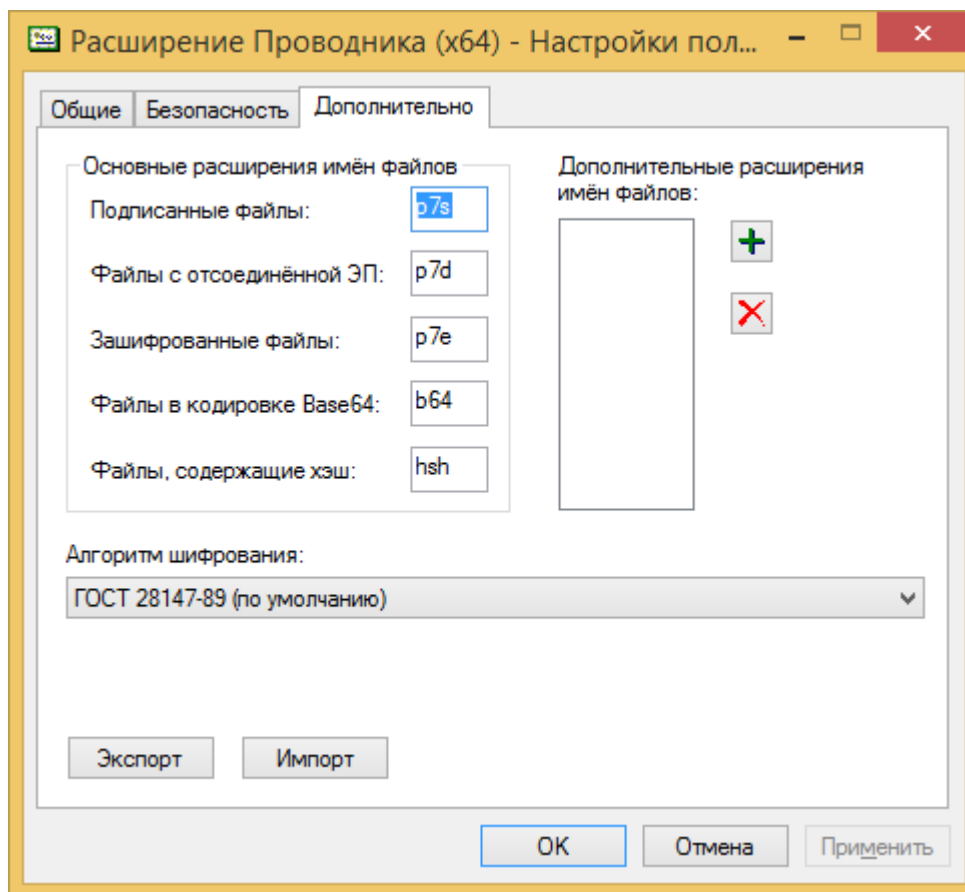 Расширение Проводника (x64) - Настройки пол...
Общие
Безопасность
Дополнительно
Основные расширения имён файлов
Подписанные файлы:
p7s
Файлы с отсоединённой ЭП:
p7d
Зашифрованные файлы:
p7e
Файлы в кодировке Base64:
b64
Файлы, содержащие хэш:
hsh
Дополнительные расширения
имён файлов:
Алгоритм шифрования:
ГОСТ 28147-89 (по умолчанию)
Экспорт
Импорт
OK
Отмена
Применить